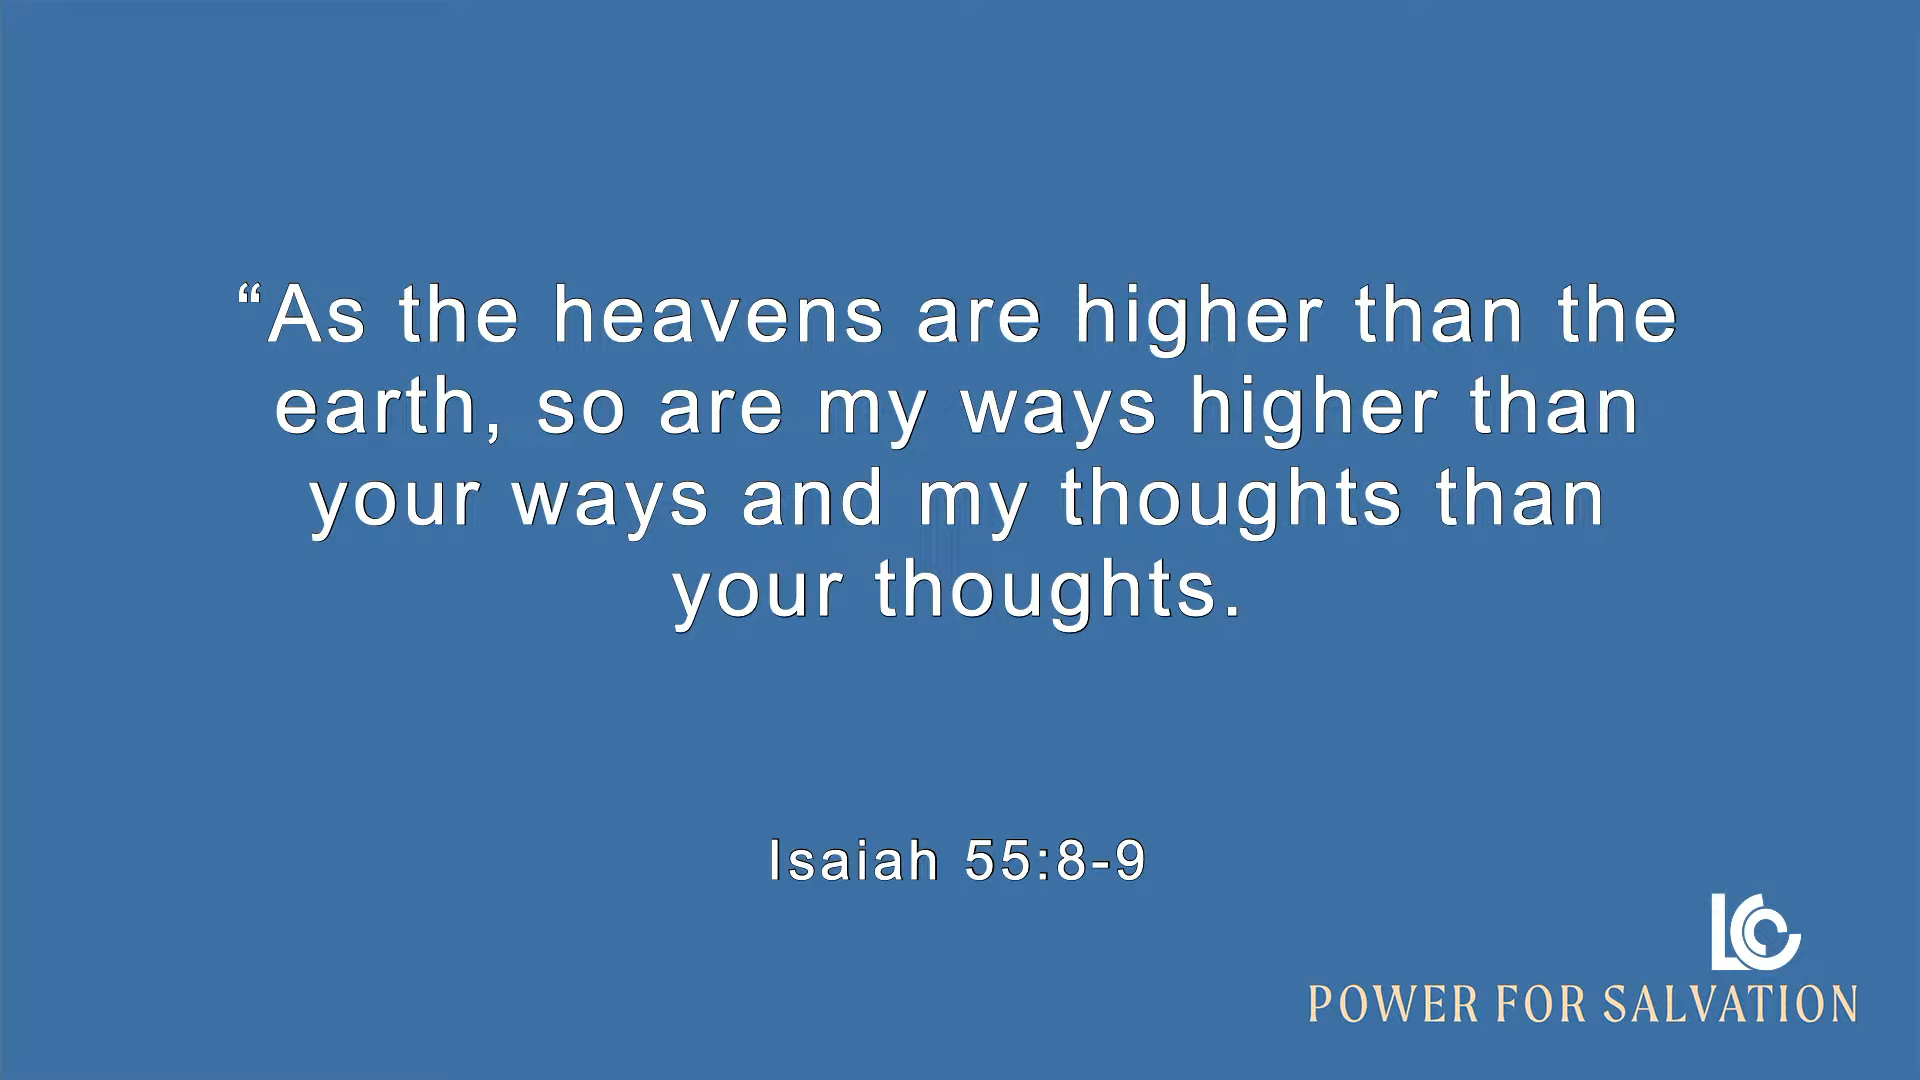 “As the heavens are higher than the
earth, so are my ways higher than
your ways and my thoughts than
your thoughts.
Isaiah 55:8-9
LCC
POWER FOR SALVATION